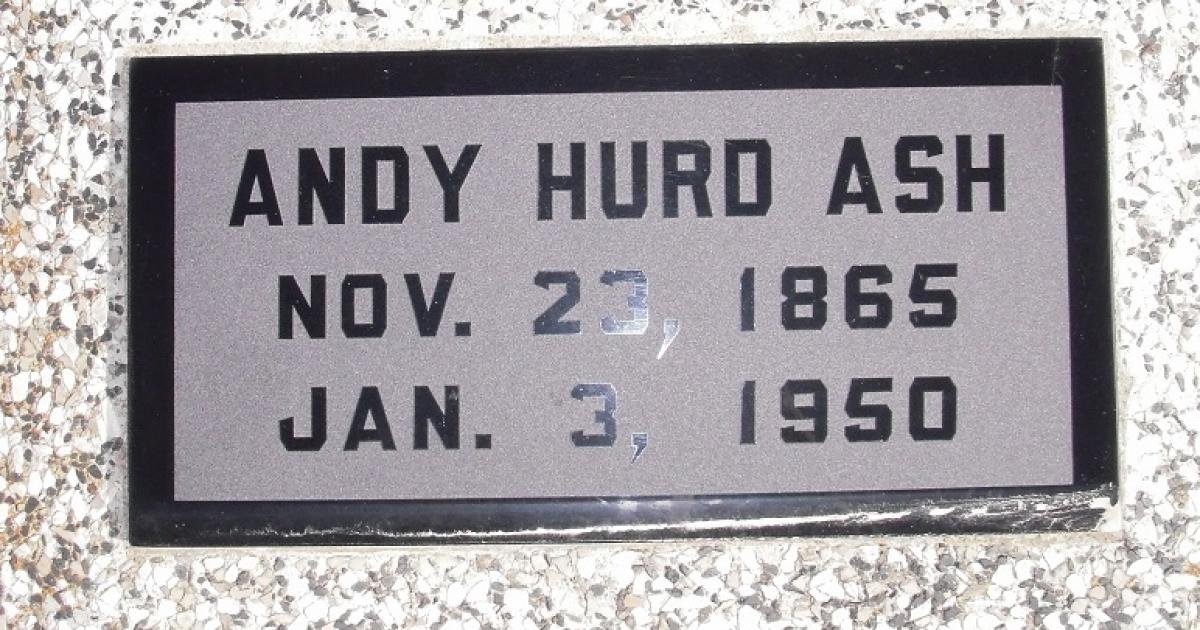 ANDY HURD ASH
NOV. 23, 1865
JAN. 3, 1950